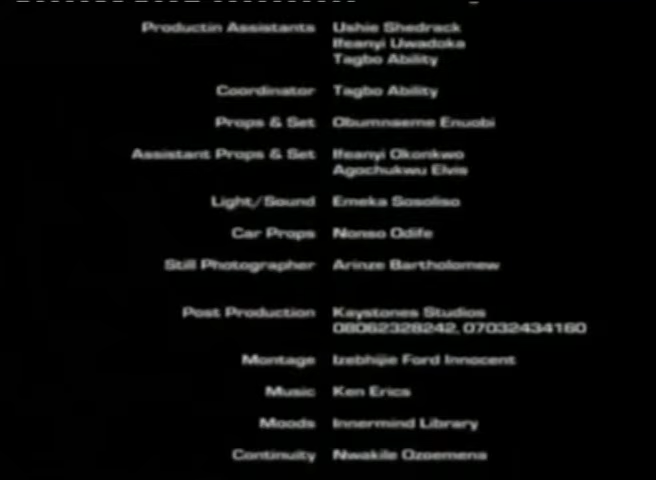 Productin Assistants Ushie Shedrack
Ifeanyi Uwadoka
Tagbo Ability
Coordinator Tagbo Ability
Props & Set Obumnaeme Enuobi
Assistant Props & Set Ifeanyi Okonkwo
Agochukwu Elvis
Light/Sound Emeka Sosoliso
Car Props Nonso Odife
Still Photographer Arinze Bartholomew
Post Production Kaystones Studios
08062328242, 07032434160
Montage Izebhijie Ford Innocent
Music Ken Erics
Moods Innermind Library
Continuity Nwakile Ozoemena